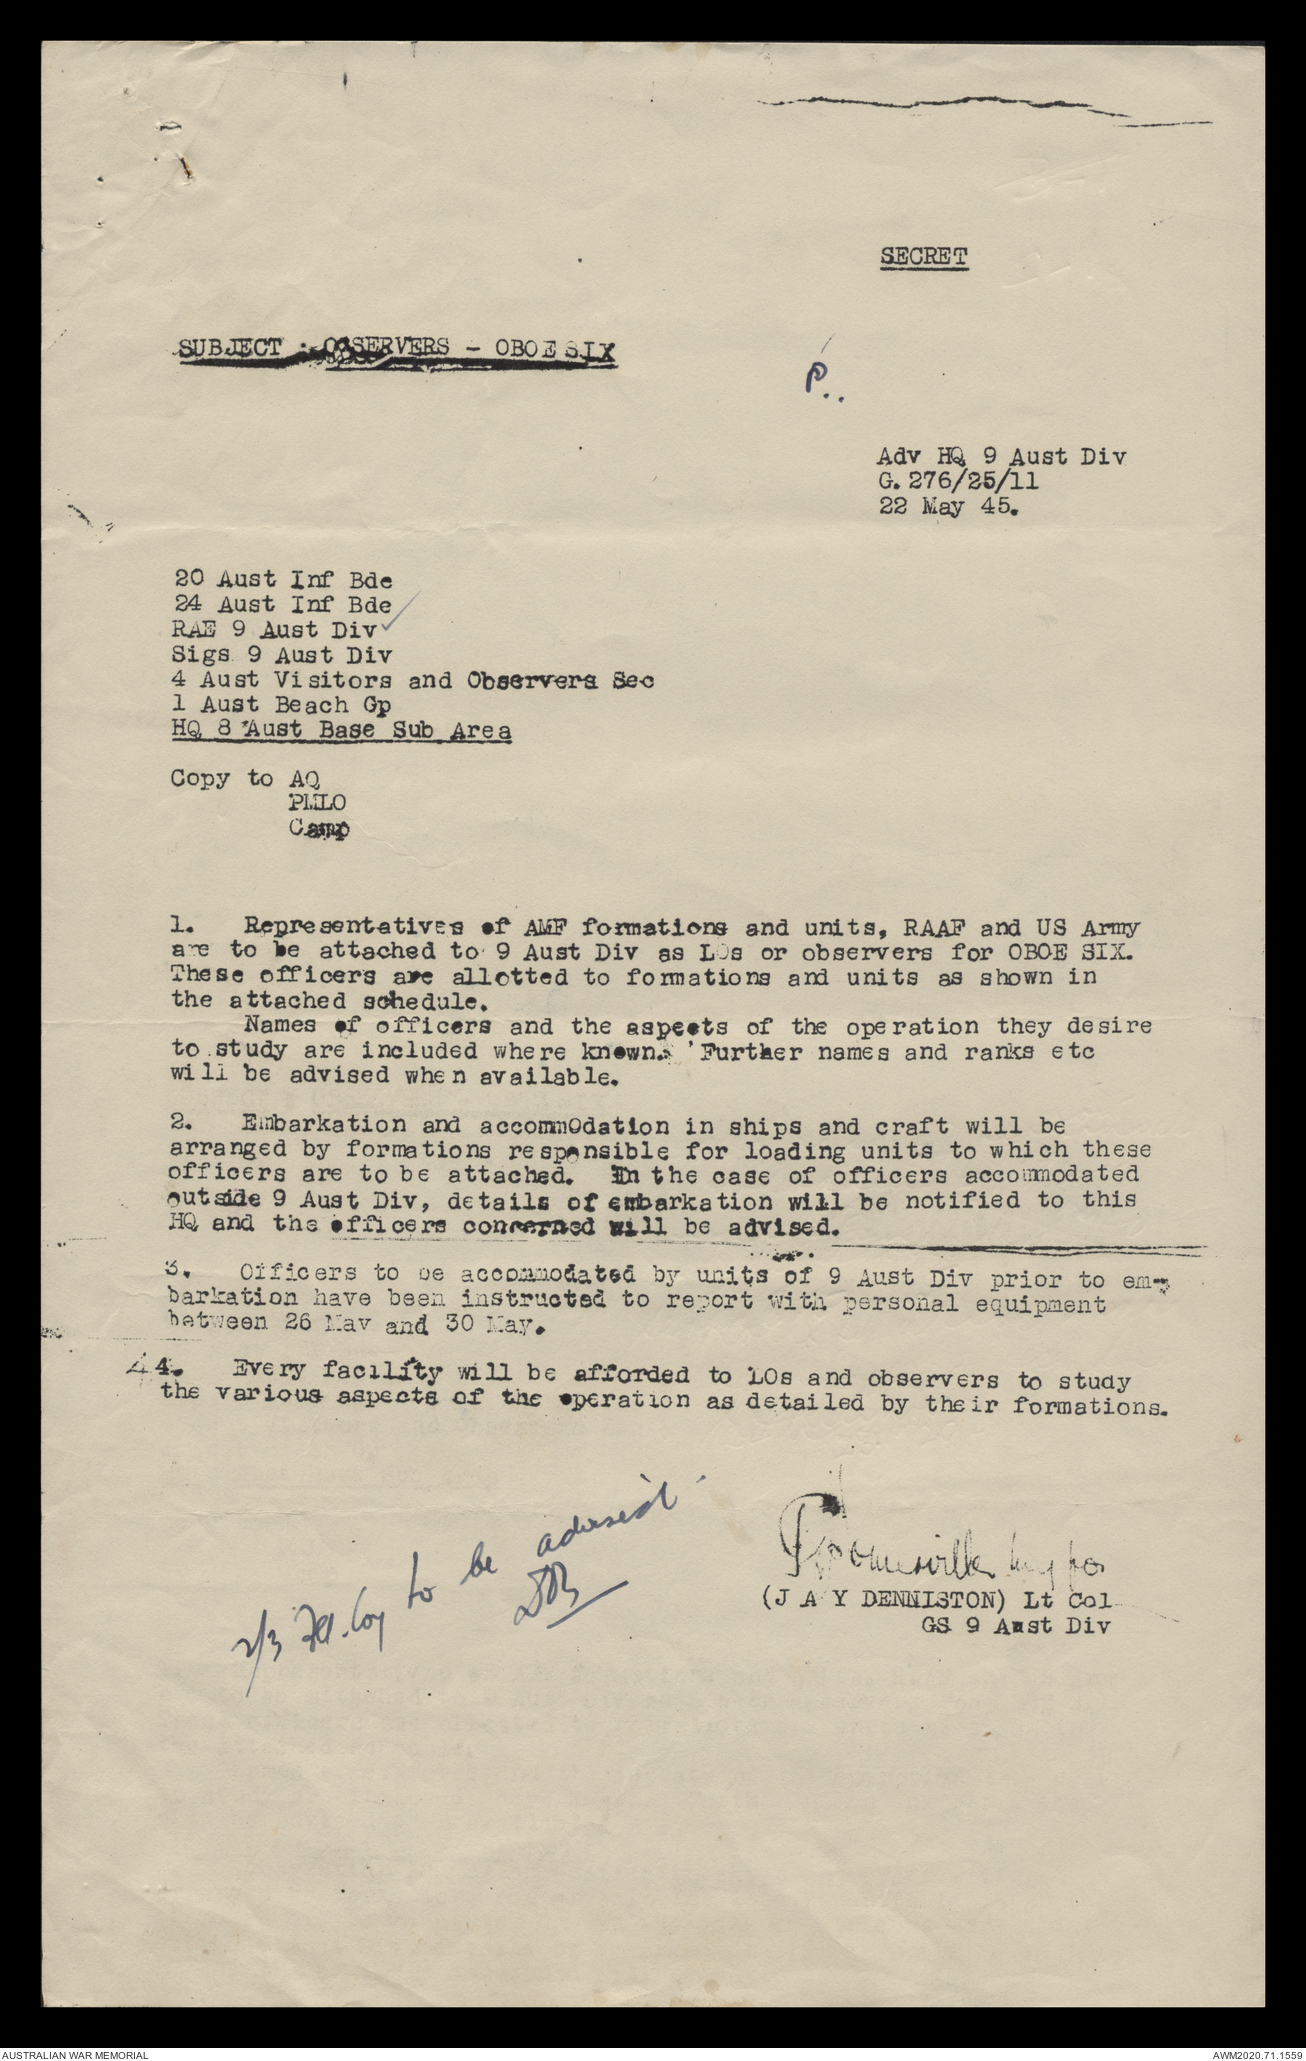 SECRET
SUBJECT : OBSERVERS - OBOE SIX
P..
Adv HQ 9 Aust Div
G.276/25/11
22 May 45.
20 Aust Inf Bde
24 Aust Inf Bde
RAE 9 Aust Div ✓
Sigs 9 Aust Div
4 Aust Visitors and Observers Sec
1 Aust Beach Gp
HQ 8 Aust Base Sub Area
Copy to AQ
PMLO
Camp
1. Representatives of AMF formations and units, RAAF and US Army
are to be attached to 9 Aust Div as LOs or observers for OBOE SIX.
These officers are allotted to formations and units as shown in
the attached schedule.
Names of officers and the aspects of the operation they desire
to study are included where known. Further names and ranks etc
will be advised when available.
2. Embarkation and accommodation in ships and craft will be
arranged by formations responsible for loading units to which these
officers are to be attached. In the case of officers accommodated
outside 9 Aust Div, details of embarkation will be notified to this
HQ and the officers concerned will be advised.
3. Officers to be accommodated by units of 9 Aust Div prior to em-
barkation have been instructed to report with personal equipment
between 26 May and 30 May.
4 4. Every facility will be afforded to LOs and observers to study
the various aspects of the operation as detailed by their formations.
2/3 Fd. Coy to be advised
Somerville Maj for
(J A Y DENNISTON) Lt Col
GS 9 Aust Div
AUSTRALIAN WAR MEMORIAL
AWM2020.71.1559